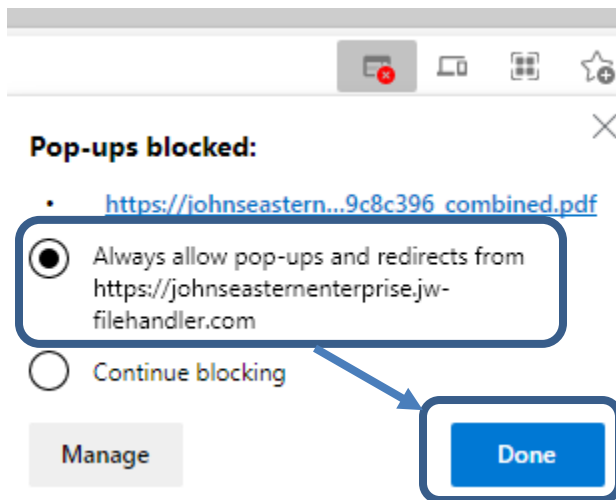 Pop-ups blocked:
• https://johnseastern...9c8c396_combined.pdf
Always allow pop-ups and redirects from
https://johnseasternenterprise.jw-
filehandler.com
Continue blocking
Manage
Done